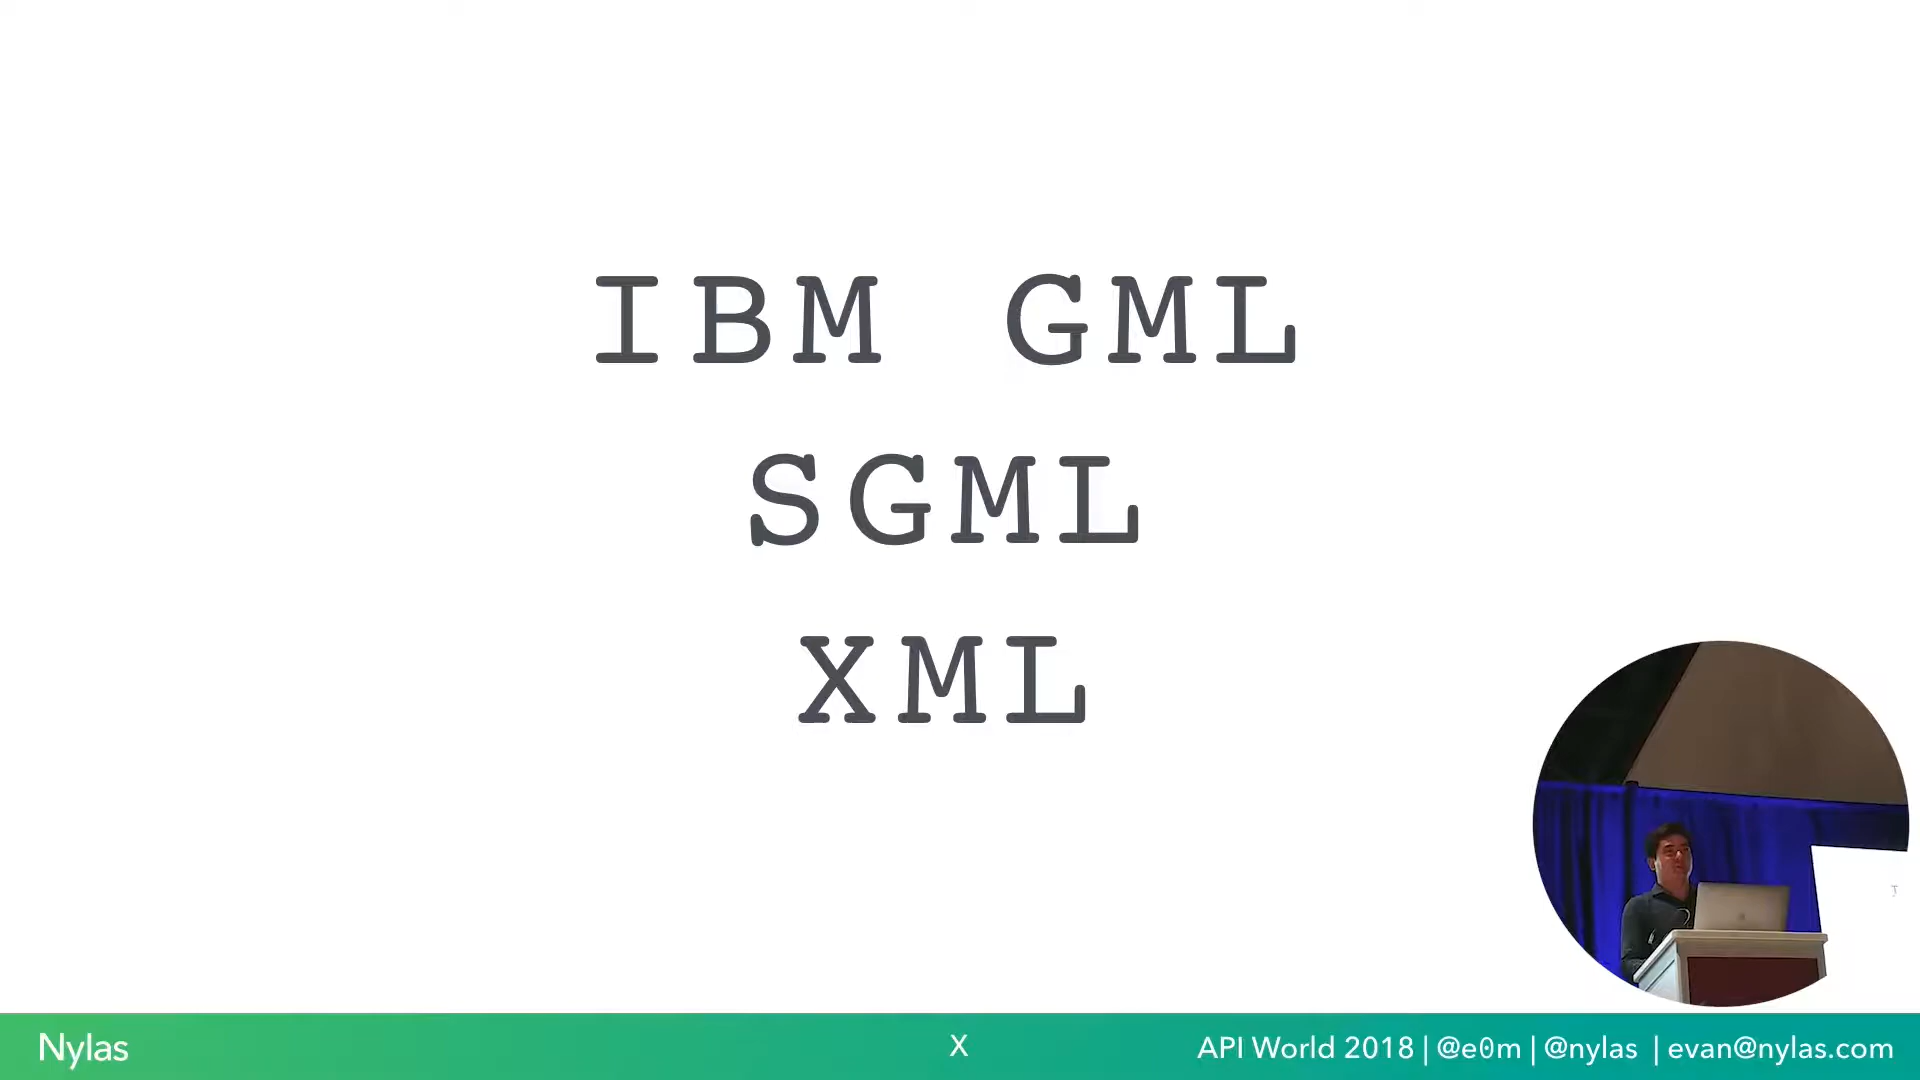 IBM GML
SGML
XML
Nylas
X
API World 2018 | @e0m | @nylas | evan@nylas.com